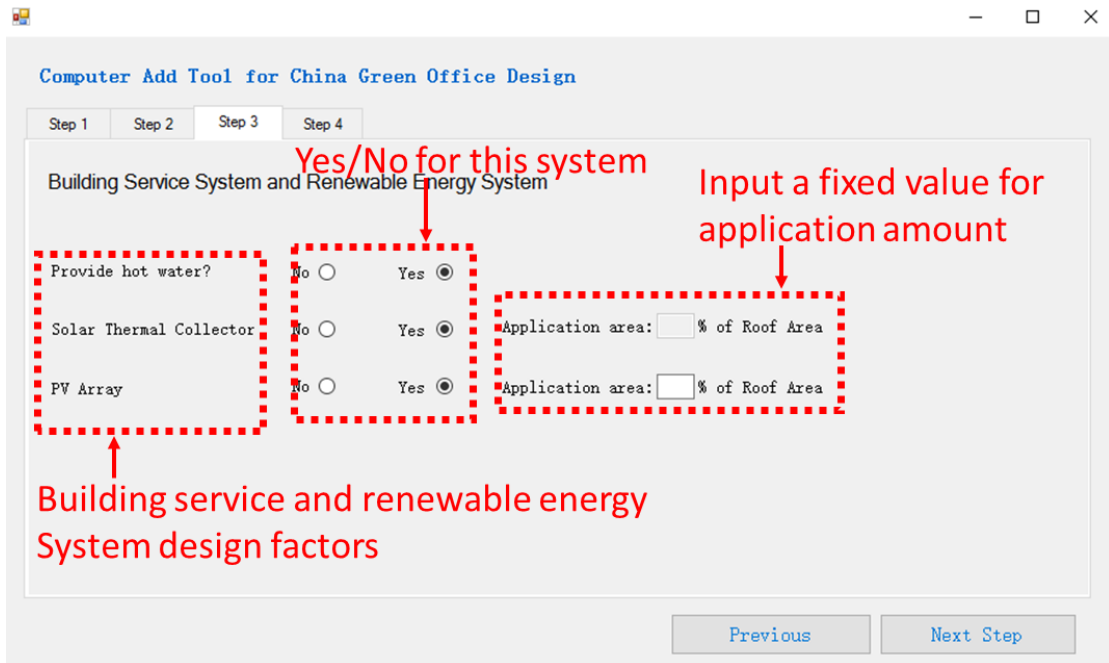 Computer Add Tool for China Green Office Design
Step 1 Step 2 Step 3 Step 4
Yes/No for this system
Building Service System and Renewable Energy System
Input a fixed value for
application amount
Provide hot water? No Yes
Solar Thermal Collector No Yes Application area: % of Roof Area
PV Array No Yes Application area: % of Roof Area
Building service and renewable energy
System design factors
Previous Next Step